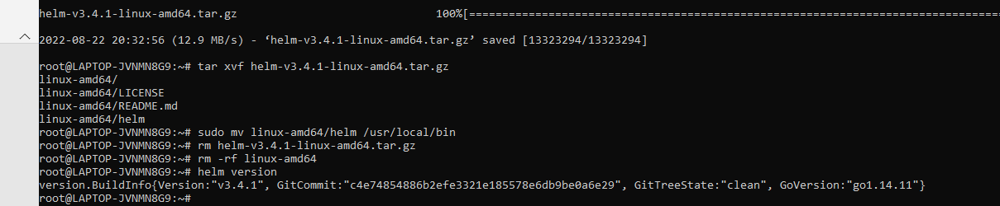 helm-v3.4.1-linux-amd64.tar.gz 100%[==========================================================================
2022-08-22 20:32:56 (12.9 MB/s) - ‘helm-v3.4.1-linux-amd64.tar.gz’ saved [13323294/13323294]
root@LAPTOP-JVNMN8G9:~# tar xvf helm-v3.4.1-linux-amd64.tar.gz
linux-amd64/
linux-amd64/LICENSE
linux-amd64/README.md
linux-amd64/helm
root@LAPTOP-JVNMN8G9:~# sudo mv linux-amd64/helm /usr/local/bin
root@LAPTOP-JVNMN8G9:~# rm helm-v3.4.1-linux-amd64.tar.gz
root@LAPTOP-JVNMN8G9:~# rm -rf linux-amd64
root@LAPTOP-JVNMN8G9:~# helm version
version.BuildInfo{Version:"v3.4.1", GitCommit:"c4e74854886b2efe3321e185578e6db9be0a6e29", GitTreeState:"clean", GoVersion:"go1.14.11"}
root@LAPTOP-JVNMN8G9:~#